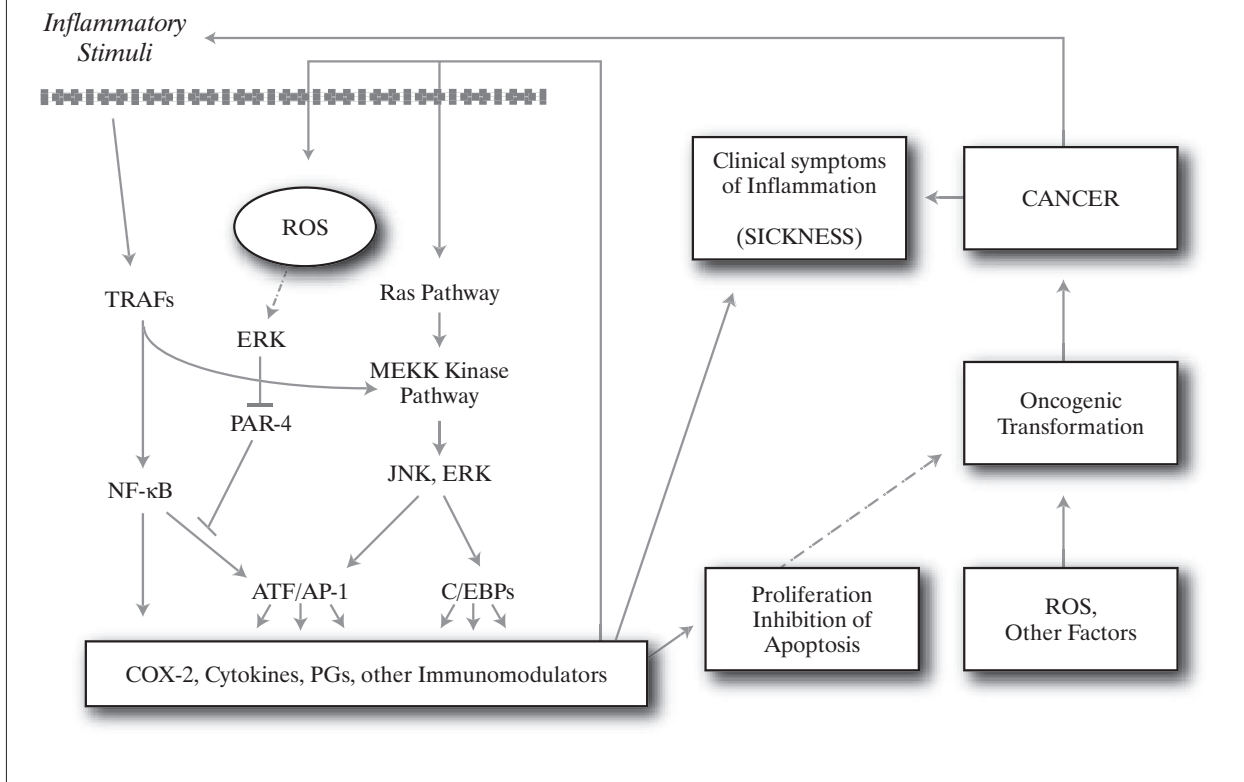 Inflammatory
Stimuli
Clinical symptoms
of Inflammation
(SICKNESS)
CANCER
ROS
TRAFs
Ras Pathway
ERK
MEKK Kinase
Pathway
PAR-4
Oncogenic
Transformation
JNK, ERK
NF-κB
ATF/AP-1
C/EBPs
Proliferation
Inhibition of
Apoptosis
ROS,
Other Factors
COX-2, Cytokines, PGs, other Immunomodulators